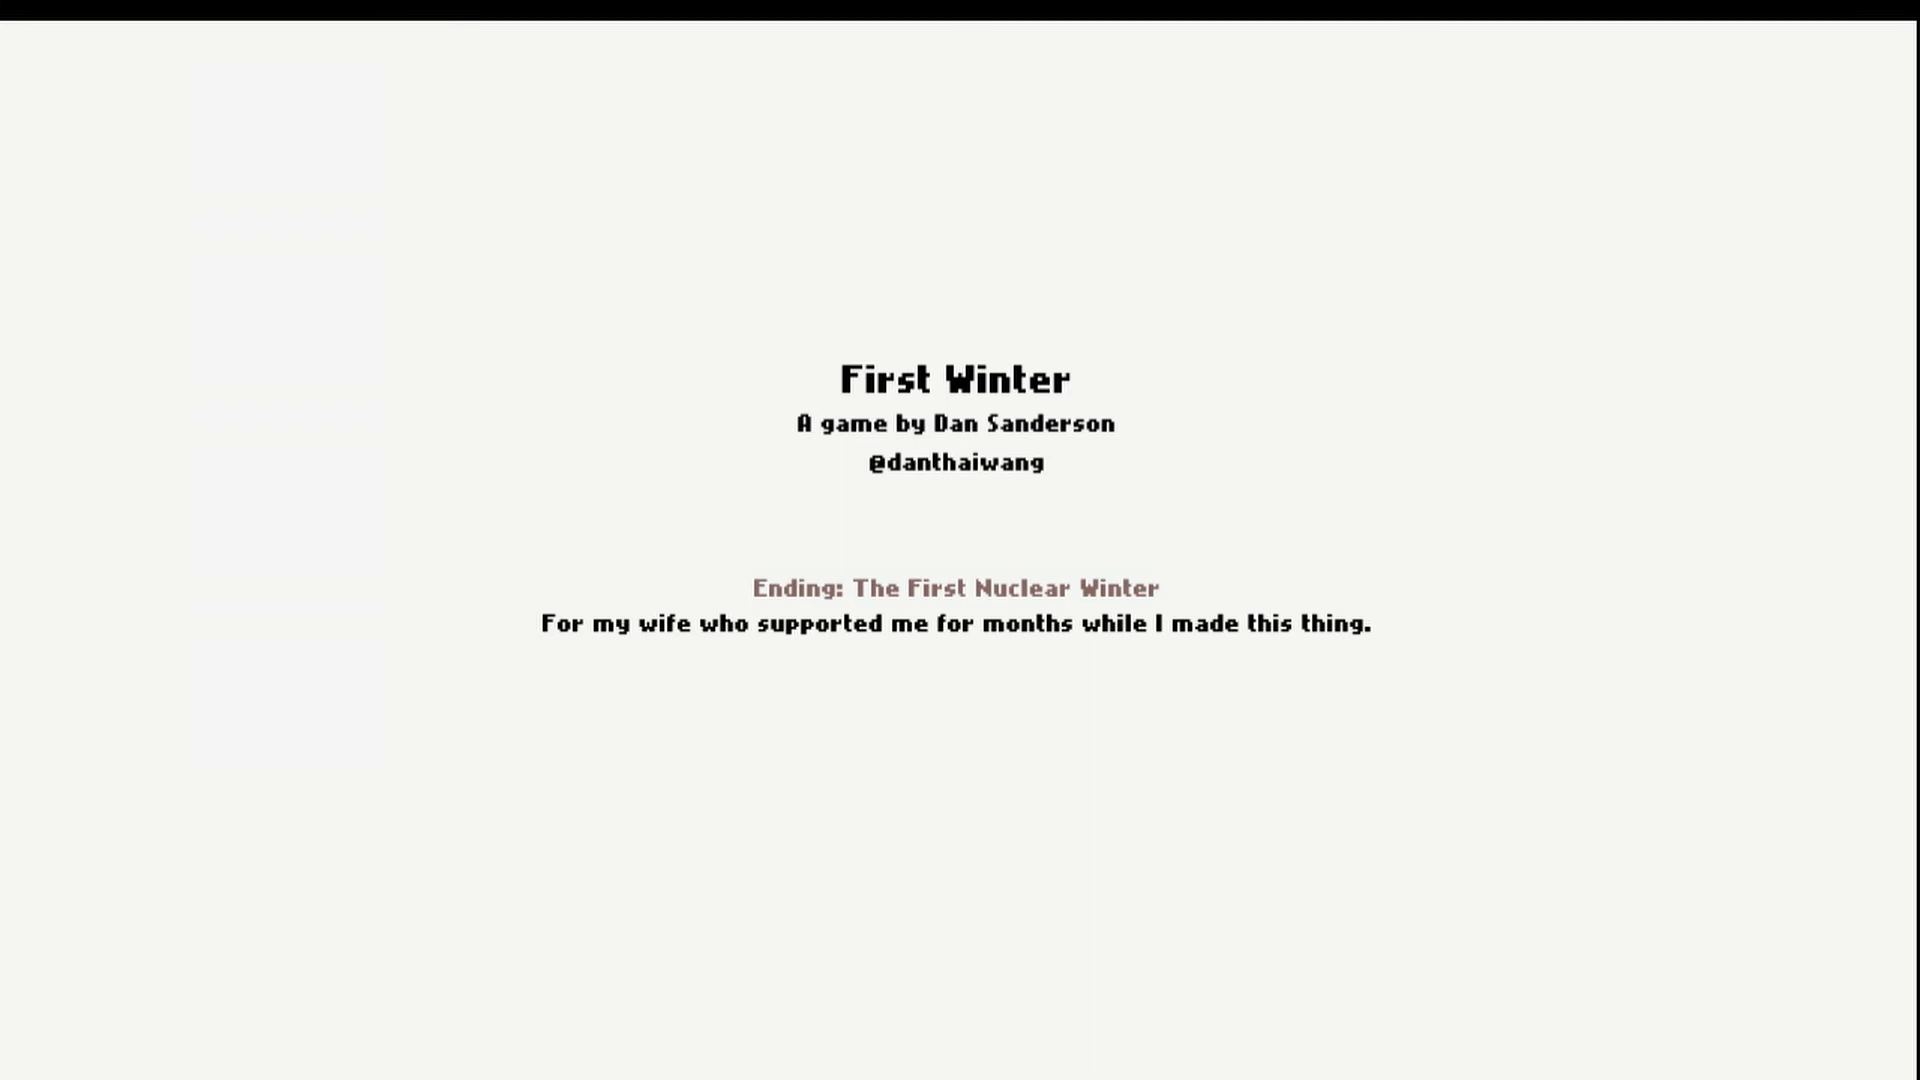 First Winter
A game by Dan Sanderson
@danthaiwang
Ending: The First Nuclear Winter
For my wife who supported me for months while I made this thing.